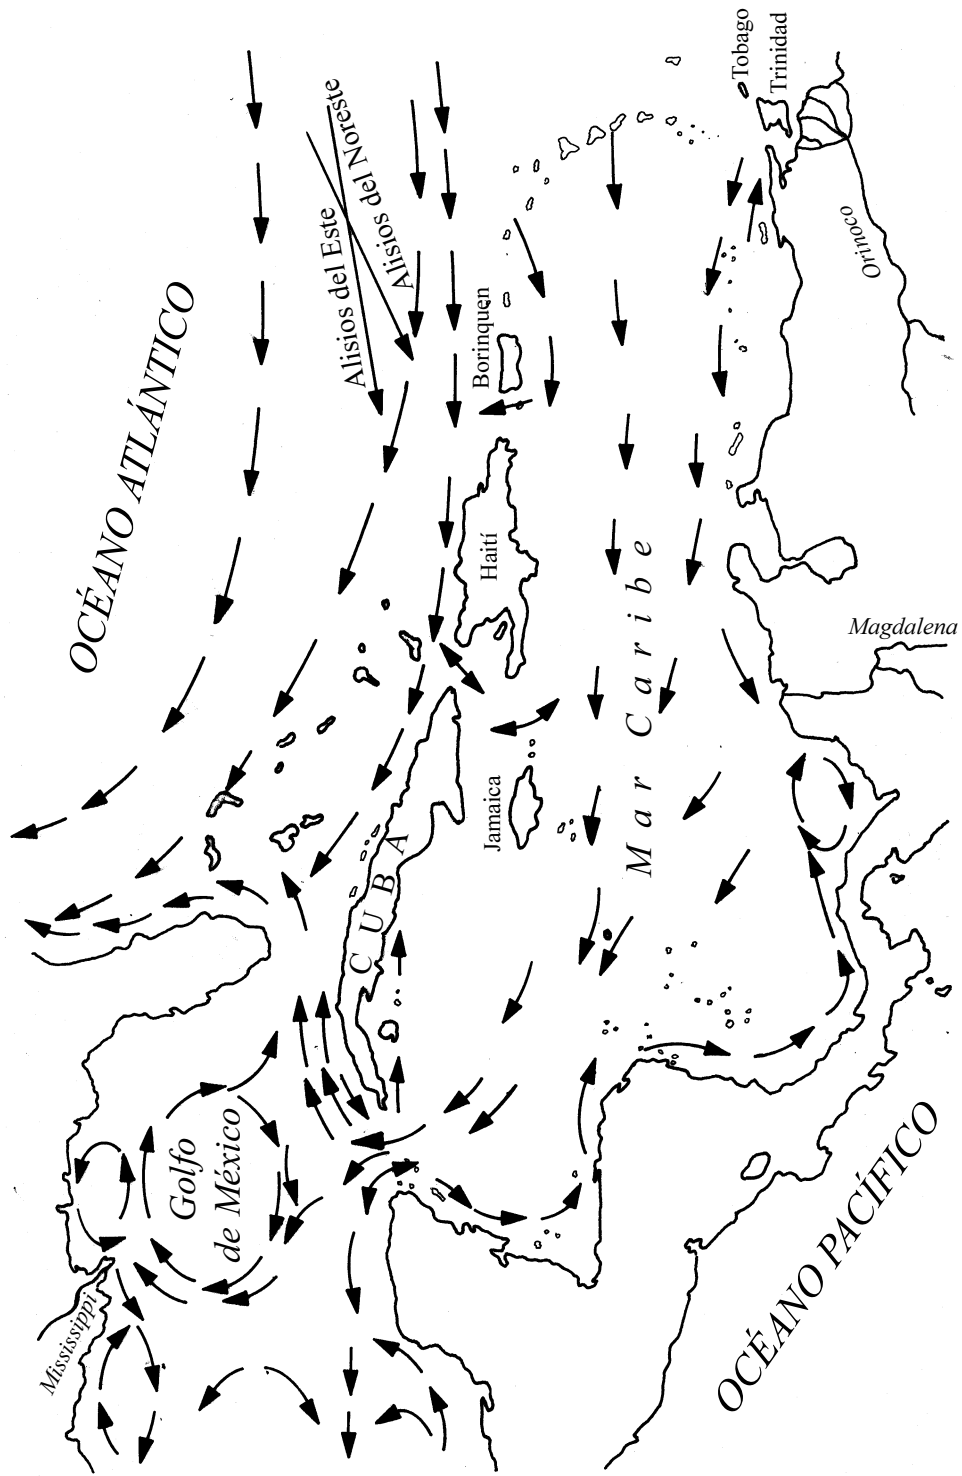 OCÉANO ATLÁNTICO
Alisios del Este
Alisios del Noreste
Tobago
Trinidad
Orinoco
Borinquen
Haití
Magdalena
Mar Caribe
Jamaica
CUBA
Golfo
de México
Mississippi
OCÉANO PACÍFICO